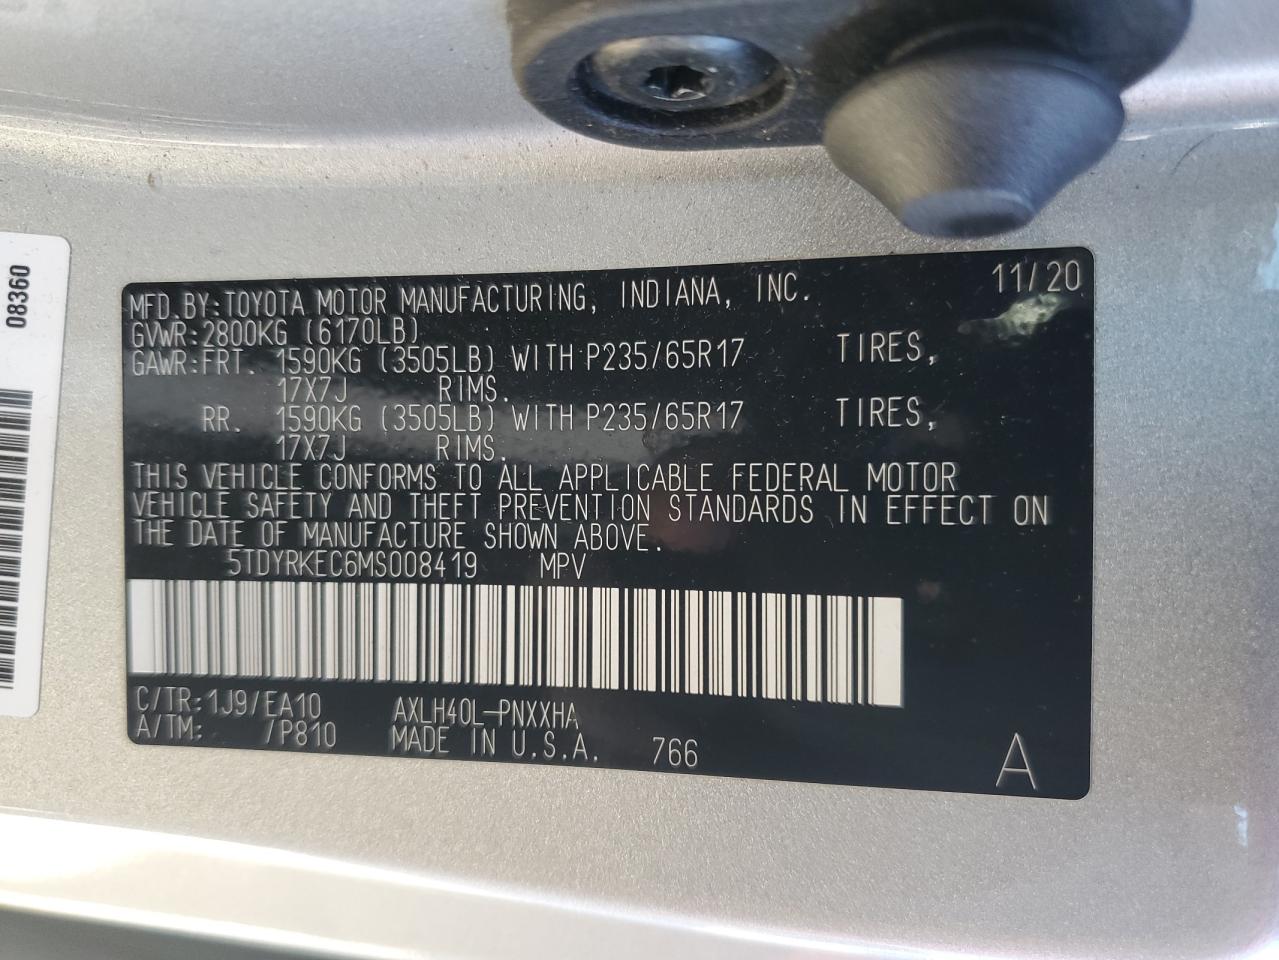 08360
MFD.BY:TOYOTA MOTOR MANUFACTURING, INDIANA, INC. 11/20
GVWR:2800KG (6170LB)
GAWR:FRT. 1590KG (3505LB) WITH P235/65R17 TIRES,
17X7J RIMS.
RR. 1590KG (3505LB) WITH P235/65R17 TIRES,
17X7J RIMS.
THIS VEHICLE CONFORMS TO ALL APPLICABLE FEDERAL MOTOR
VEHICLE SAFETY AND THEFT PREVENTION STANDARDS IN EFFECT ON
THE DATE OF MANUFACTURE SHOWN ABOVE.
5TDYRKEC6MS008419 MPV
C/TR:1J9/EA10 AXLH40L-PNXXHA
A/TM: /P810 MADE IN U.S.A. 766 A